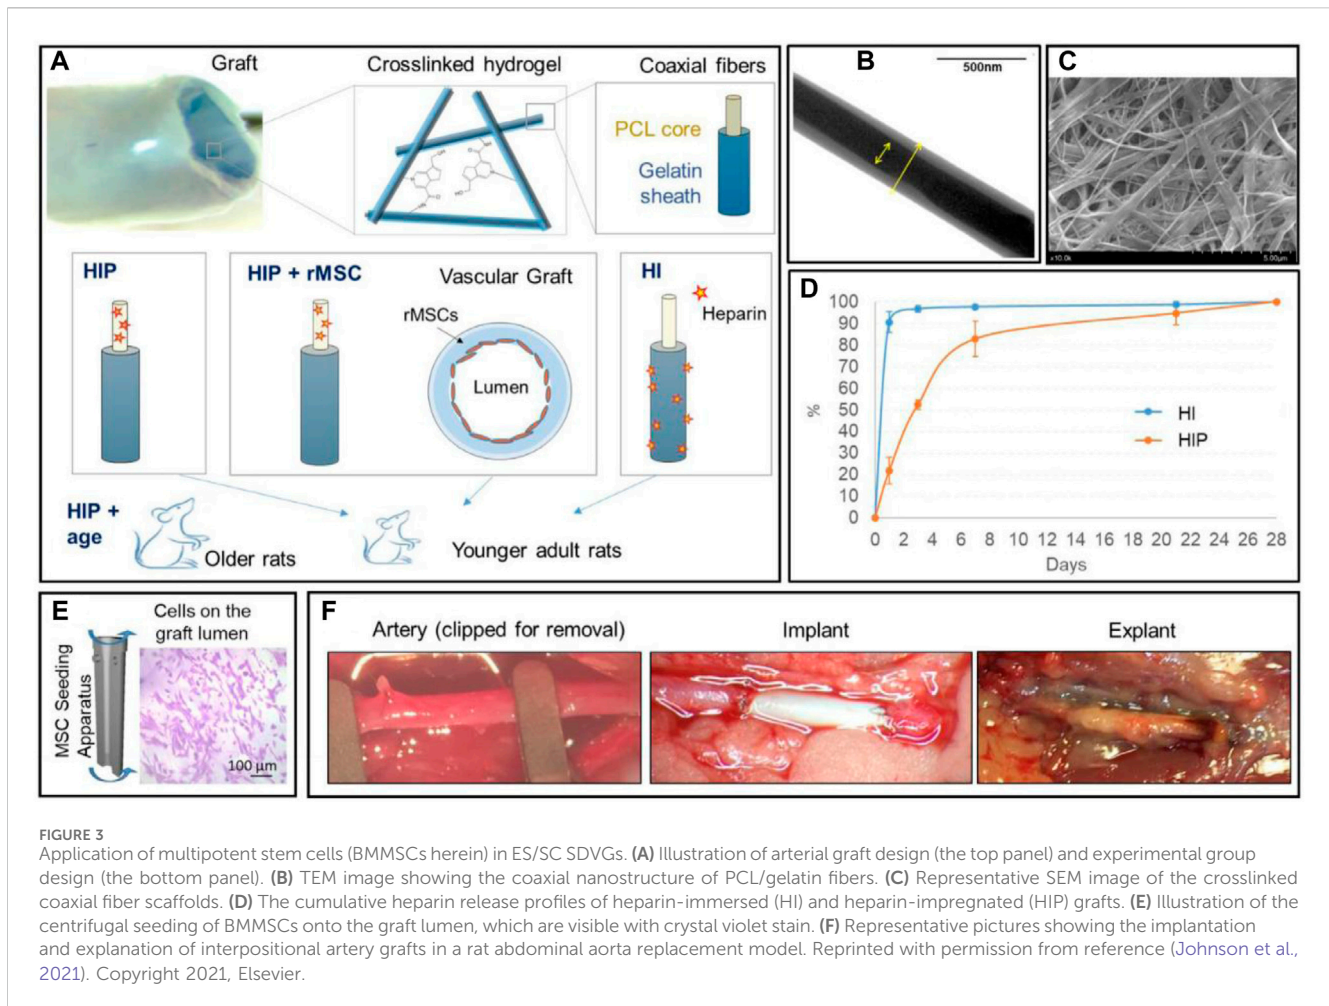 A
Graft
Crosslinked hydrogel
Coaxial fibers
PCL core
Gelatin
sheath
HIP
HIP + rMSC
Vascular Graft
rMSCs
Lumen
HI
Heparin
HIP +
age
Older rats
Younger adult rats
B
500nm
C
x10.0k
5.00µm
D
100
90
80
70
60
50
40
30
20
10
0
%
HI
HIP
0 2 4 6 8 10 12 14 16 18 20 22 24 26 28
Days
E
Cells on the
graft lumen
MSC Seeding
Apparatus
100 µm
F
Artery (clipped for removal)
Implant
Explant
FIGURE 3
Application of multipotent stem cells (BMMSCs herein) in ES/SC SDVGs. (A) Illustration of arterial graft design (the top panel) and experimental group
design (the bottom panel). (B) TEM image showing the coaxial nanostructure of PCL/gelatin fibers. (C) Representative SEM image of the crosslinked
coaxial fiber scaffolds. (D) The cumulative heparin release profiles of heparin-immersed (HI) and heparin-impregnated (HIP) grafts. (E) Illustration of the
centrifugal seeding of BMMSCs onto the graft lumen, which are visible with crystal violet stain. (F) Representative pictures showing the implantation
and explanation of interpositional artery grafts in a rat abdominal aorta replacement model. Reprinted with permission from reference (Johnson et al.,
2021). Copyright 2021, Elsevier.